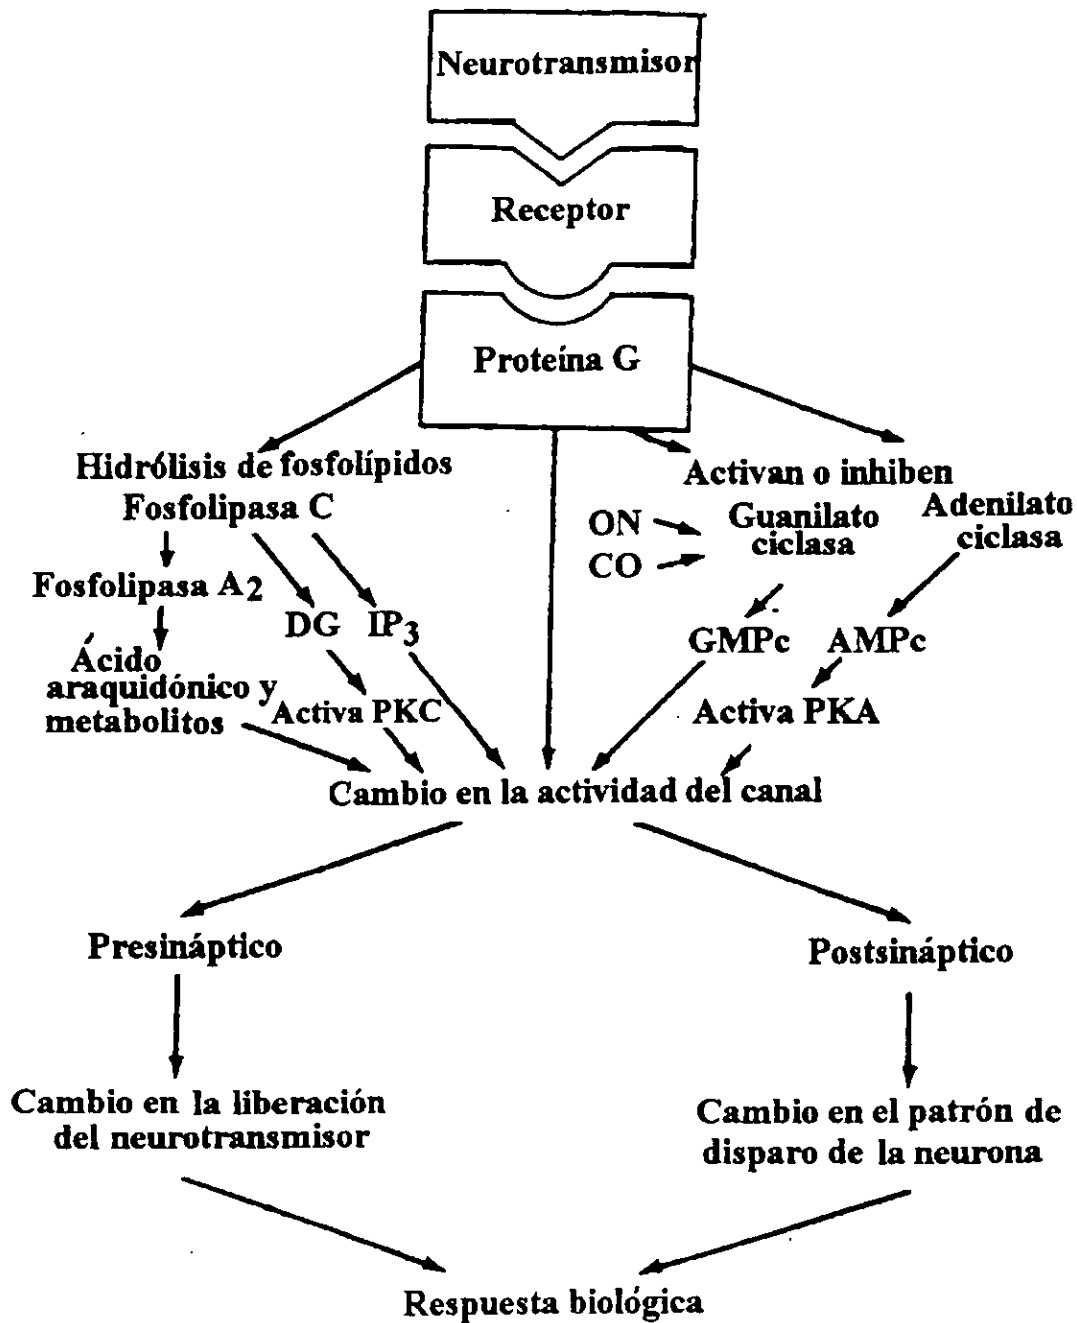 Neurotransmisor
Receptor
Proteína G
Hidrólisis de fosfolípidos
Fosfolipasa C
Fosfolipasa A2
Ácido
araquidónico y
metabolitos
DG IP3
Activa PKC
Activan o inhiben
ON
CO
Guanilato
ciclasa
Adenilato
ciclasa
GMPc AMPc
Activa PKA
Cambio en la actividad del canal
Presináptico
Postsináptico
Cambio en la liberación
del neurotransmisor
Cambio en el patrón de
disparo de la neurona
Respuesta biológica